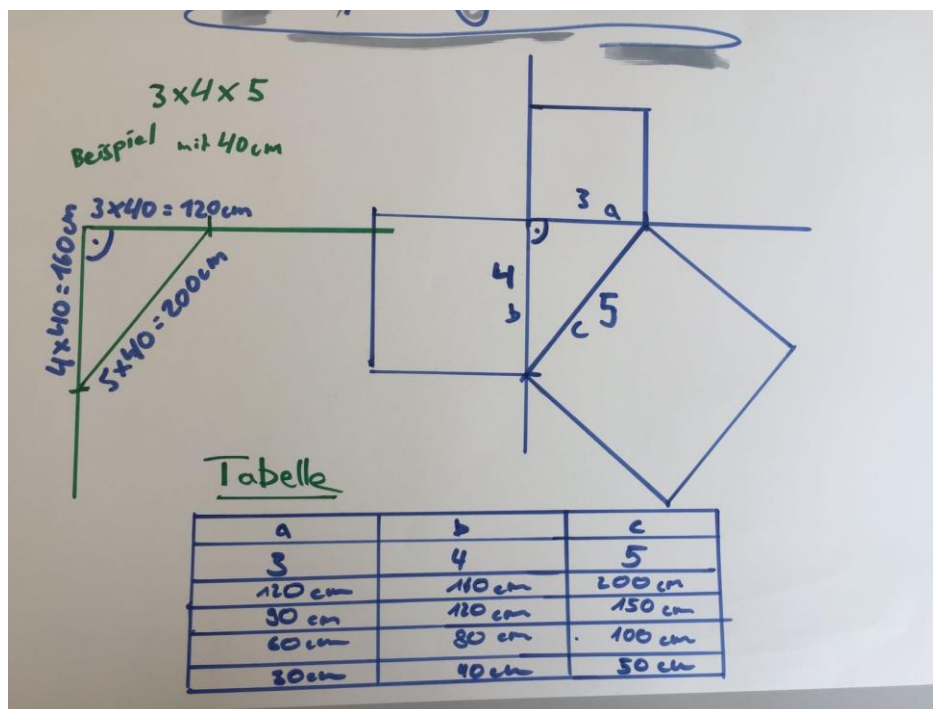 3x4x5
Beispiel mit 40cm
3x40=120cm
4x40=160cm
5x40=200cm
3 a
4
b
c 5
Tabelle
a b c
3 4 5
120 cm 160 cm 200 cm
90 cm 120 cm 150 cm
60 cm 80 cm 100 cm
30 cm 40 cm 50 cm